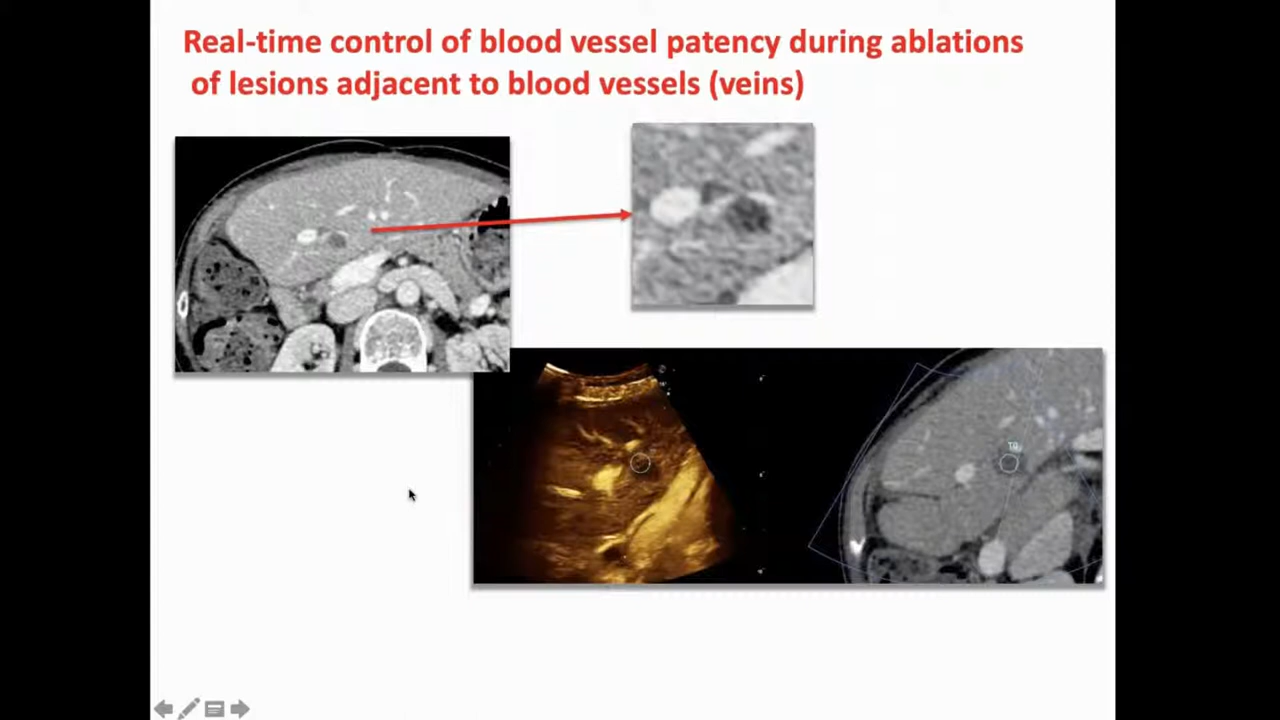 Real-time control of blood vessel patency during ablations
of lesions adjacent to blood vessels (veins)